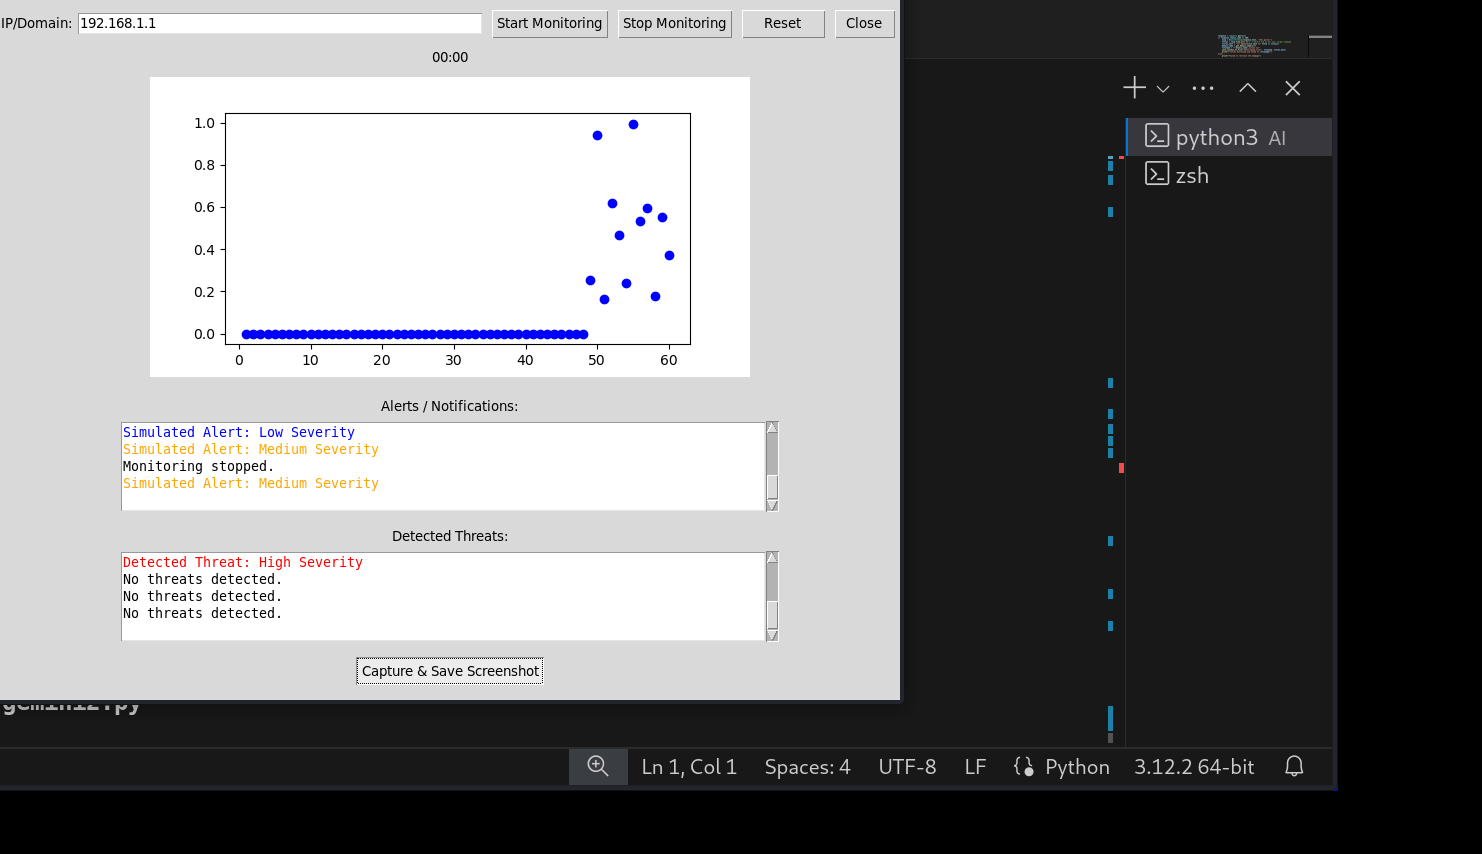 IP/Domain: 192.168.1.1 Start Monitoring Stop Monitoring Reset Close
00:00
1.0
0.8
0.6
0.4
0.2
0.0
0 10 20 30 40 50 60
Alerts / Notifications:
Simulated Alert: Low Severity
Simulated Alert: Medium Severity
Monitoring stopped.
Simulated Alert: Medium Severity
Detected Threats:
Detected Threat: High Severity
No threats detected.
No threats detected.
No threats detected.
Capture & Save Screenshot
python3 AI
zsh
gemini2.py
Ln 1, Col 1 Spaces: 4 UTF-8 LF Python 3.12.2 64-bit